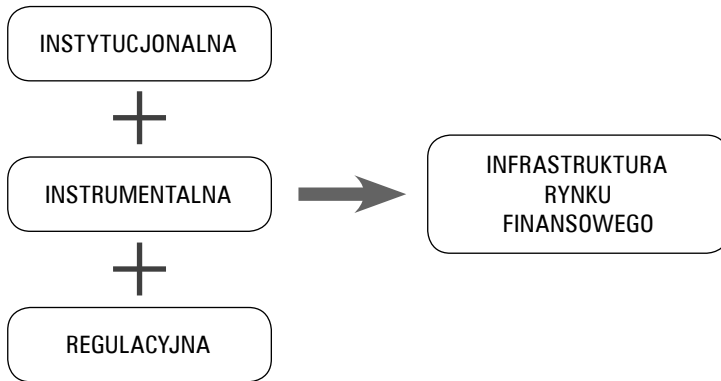 INSTYTUCJONALNA
INSTRUMENTALNA
REGULACYJNA
INFRASTRUKTURA
RYNKU
FINANSOWEGO